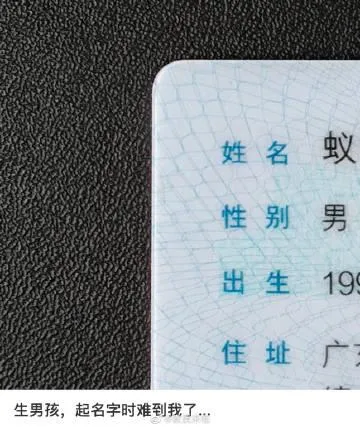 姓名 蚁
性别 男
出生 199
住址 广
生男孩，起名字时难到我了...